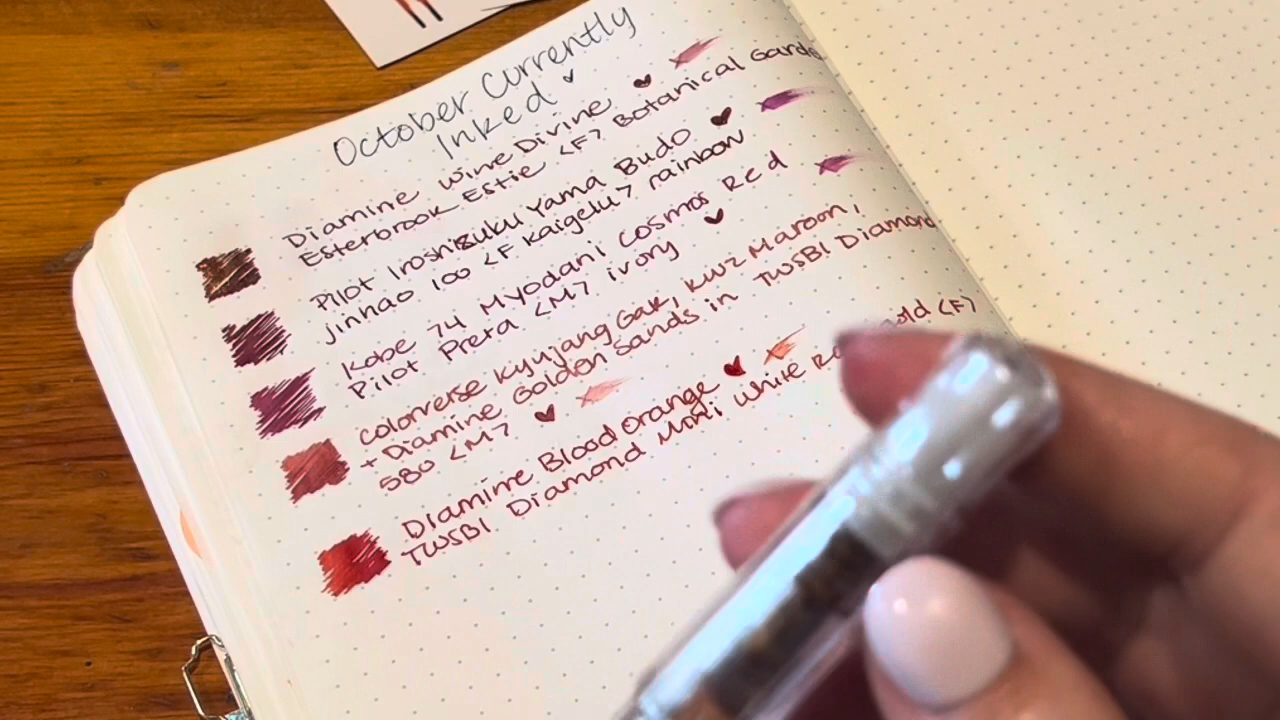 October Currently
Inked
Diamine Wine Divine
Esterbrook Estie <F> Botanical
Pilot Iroshizuku Yama Budo
jinhao 100 <F Kaigelu> rainbow
Kobe 74 Myodani Cosmos Red
Pilot Prera <M> ivory
Colorverse Kyujang Gak, KWZ Maroon,
+ Diamine Golden Sands in TWSBI Diamond
580 <M>
Diamine Blood Orange
TWSBI Diamond Mini White <F>